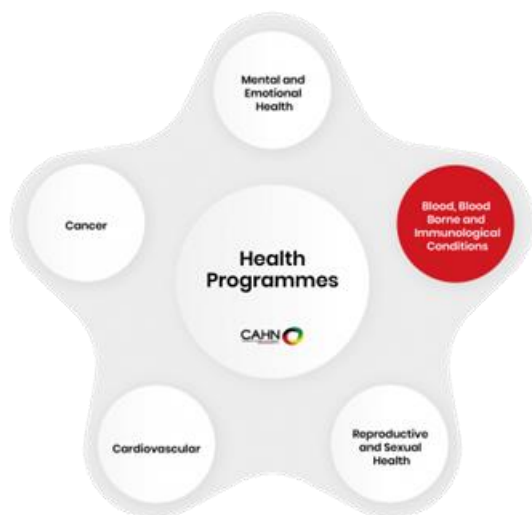 Mental and
Emotional
Health
Blood, Blood
Borne and
Immunological
Conditions
Cancer
Health
Programmes
CAHN
Cardiovascular
Reproductive
and Sexual
Health